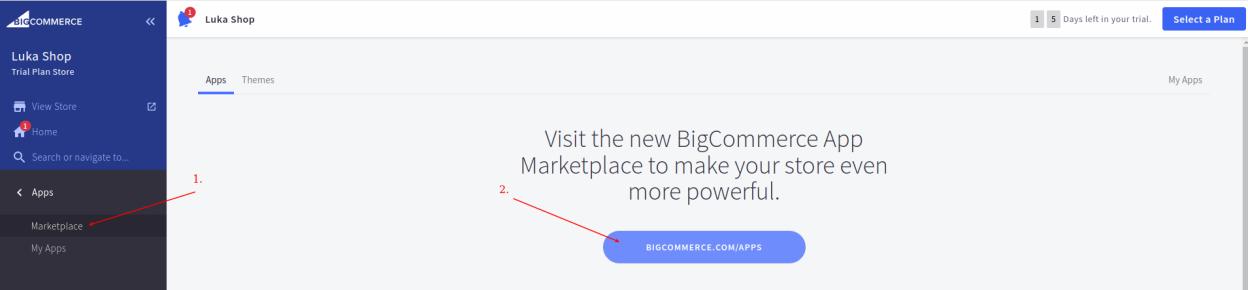 BIGCOMMERCE
1
Luka Shop
1 5 Days left in your trial.
Select a Plan
Luka Shop
Trial Plan Store
View Store
1
Home
Search or navigate to...
Apps
Marketplace
My Apps
Apps Themes
My Apps
Visit the new BigCommerce App
Marketplace to make your store even
more powerful.
1.
2.
BIGCOMMERCE.COM/APPS